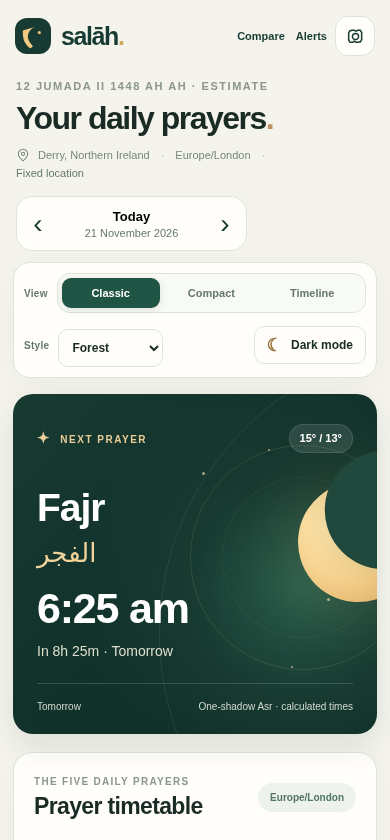 salāh.
Compare Alerts
12 JUMADA II 1448 AH AH · ESTIMATE
Your daily prayers.
Derry, Northern Ireland · Europe/London ·
Fixed location
‹ Today ›
21 November 2026
View Classic Compact Timeline
Style Forest Dark mode
NEXT PRAYER 15° / 13°
Fajr
الفجر
6:25 am
In 8h 25m · Tomorrow
Tomorrow One-shadow Asr · calculated times
THE FIVE DAILY PRAYERS
Prayer timetable Europe/London